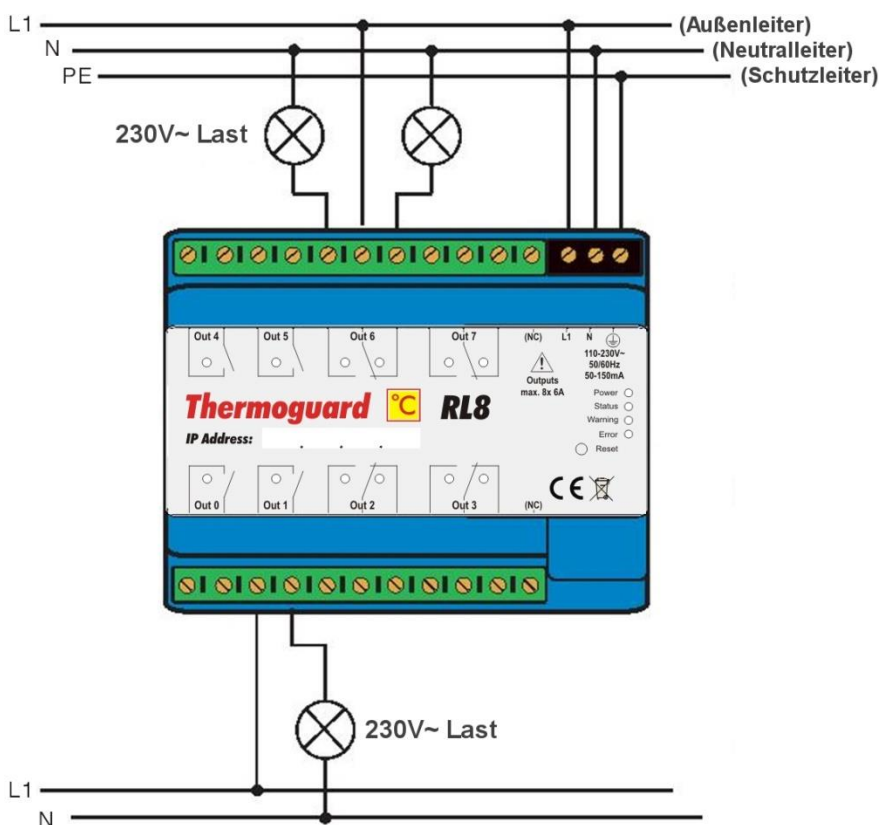 L1 (Außenleiter)
N (Neutralleiter)
PE (Schutzleiter)
230V~ Last
Out 4 Out 5 Out 6 Out 7 (NC) L1 N
110-230V~
50/60Hz
50-150mA
Outputs
max. 8x 6A
Power
Status
Warning
Error
Reset
Thermoguard °C RL8
IP Address: . . .
CE
Out 0 Out 1 Out 2 Out 3 (NC)
230V~ Last
L1
N